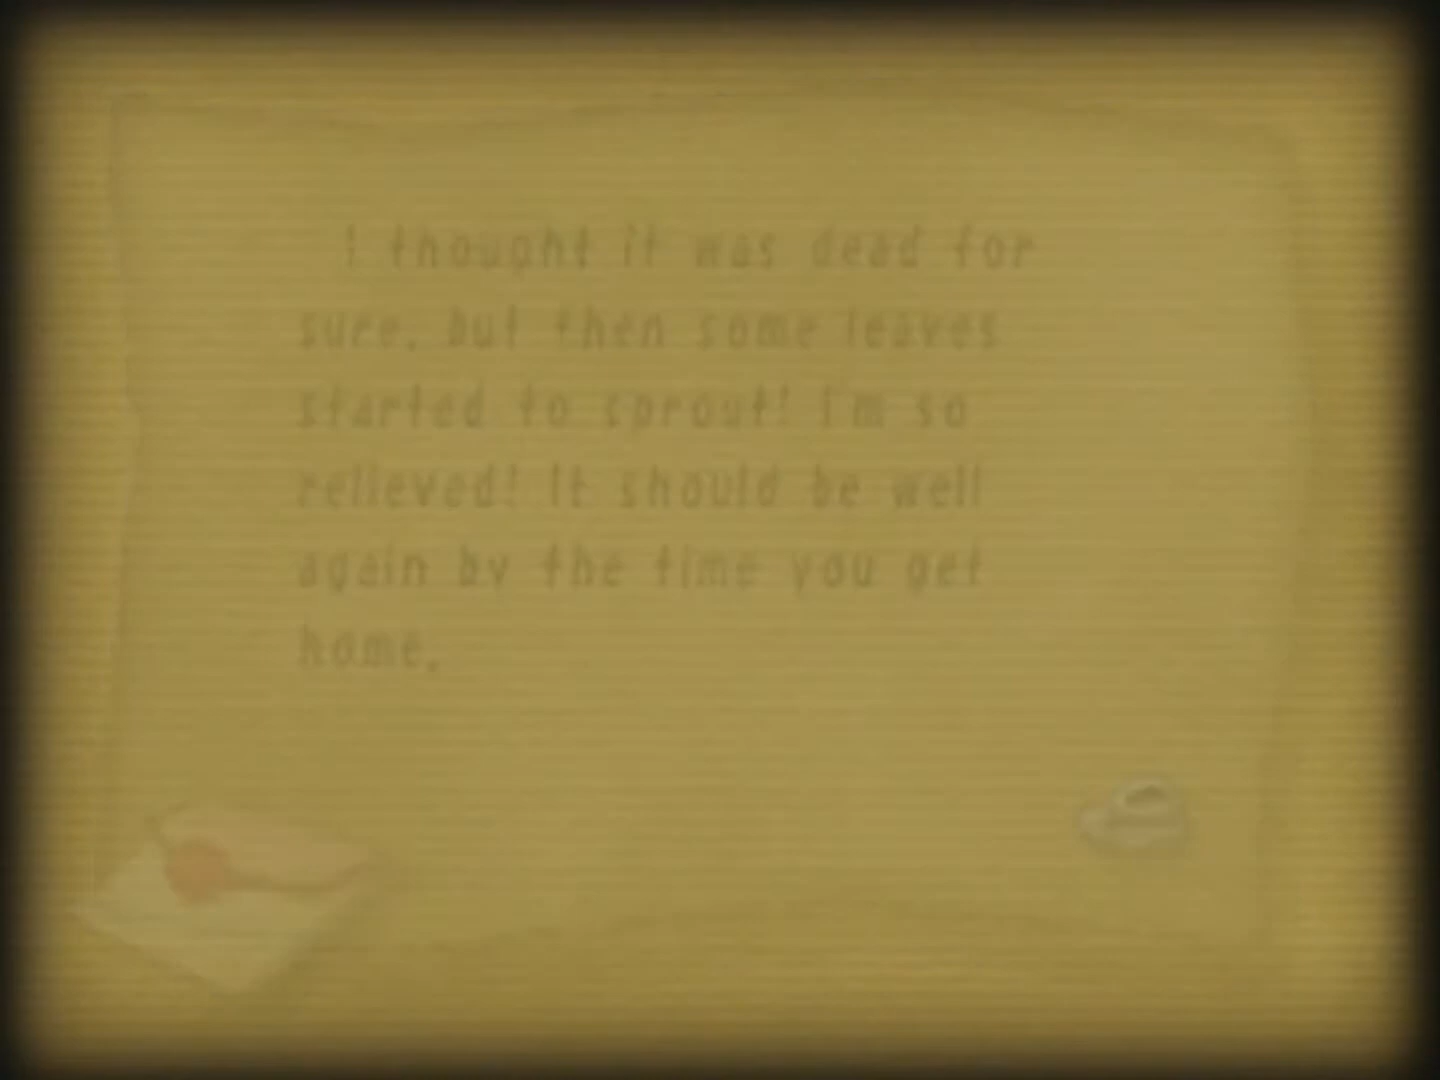 I thought it was dead for
sure, but then some leaves
started to sprout! I'm so
relieved! It should be well
again by the time you get
home.